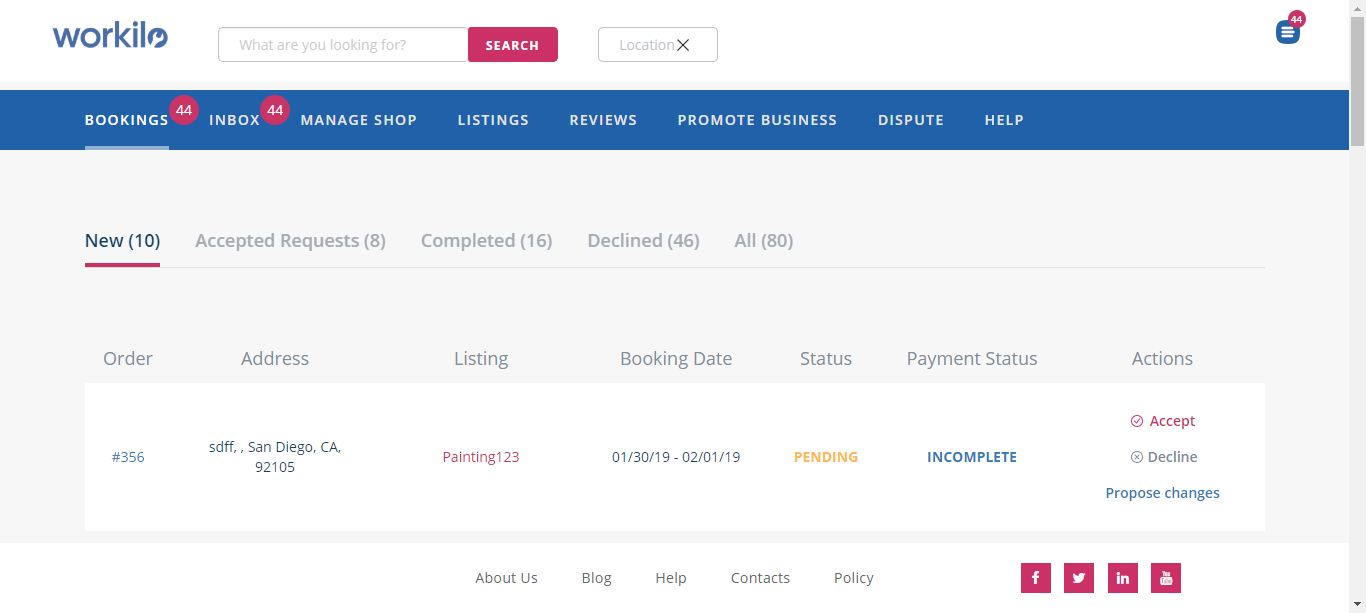 workilo
What are you looking for?
SEARCH
Location
44
BOOKINGS 44 INBOX 44 MANAGE SHOP LISTINGS REVIEWS PROMOTE BUSINESS DISPUTE HELP
New (10) Accepted Requests (8) Completed (16) Declined (46) All (80)
Order Address Listing Booking Date Status Payment Status Actions
#356
sdff, , San Diego, CA,
92105
Painting123
01/30/19 - 02/01/19
PENDING
INCOMPLETE
Accept
Decline
Propose changes
About Us Blog Help Contacts Policy
You
Tube